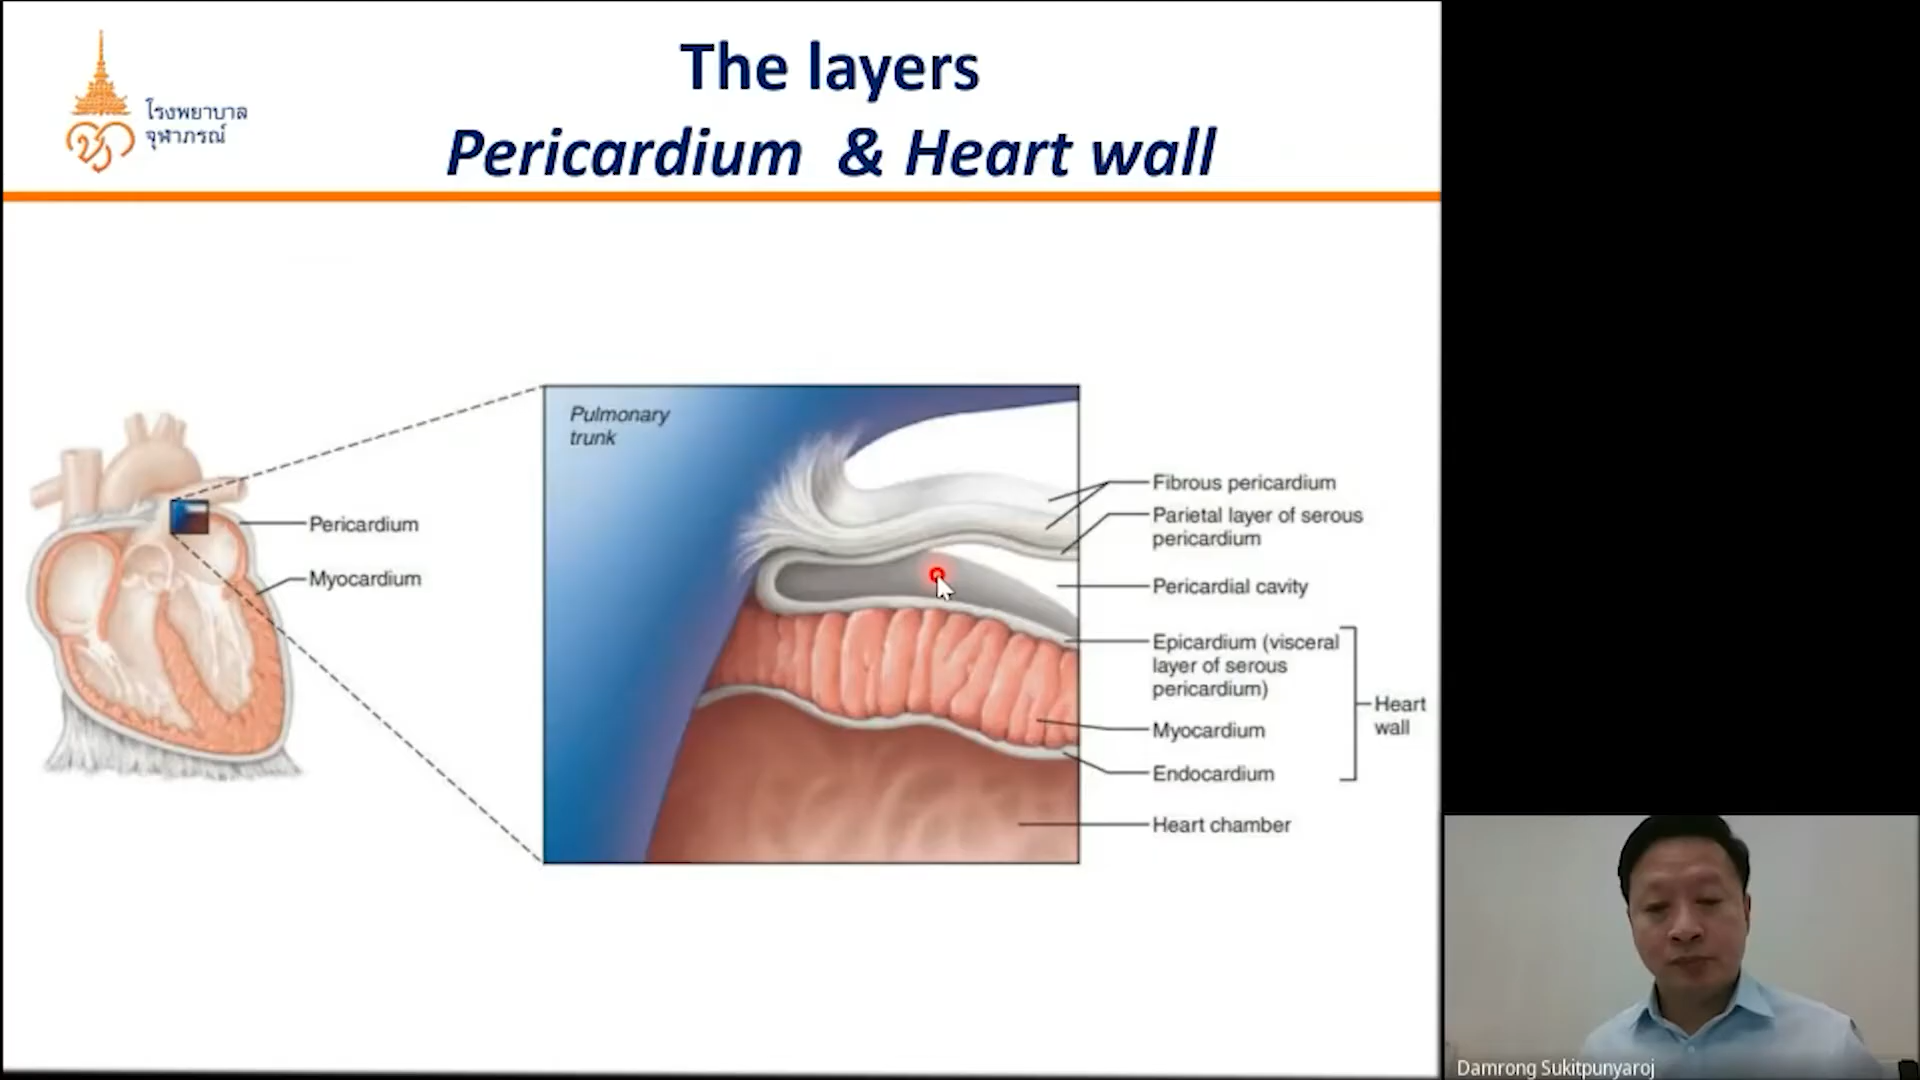 The layers
Pericardium & Heart wall
โรงพยาบาล
จุฬาภรณ์
Pulmonary
trunk
Pericardium
Myocardium
Fibrous pericardium
Parietal layer of serous
pericardium
Pericardial cavity
Epicardium (visceral
layer of serous
pericardium)
Myocardium
Endocardium
Heart
wall
Heart chamber
Damrong Sukitpunyaroj